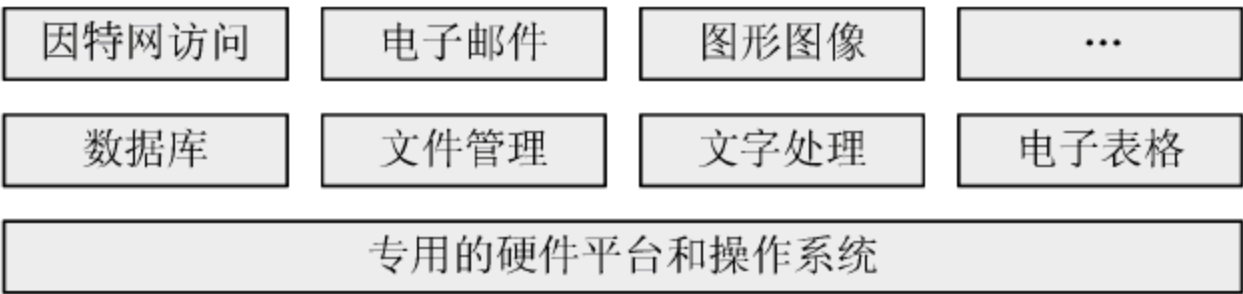 因特网访问 电子邮件 图形图像 …
数据库 文件管理 文字处理 电子表格
专用的硬件平台和操作系统